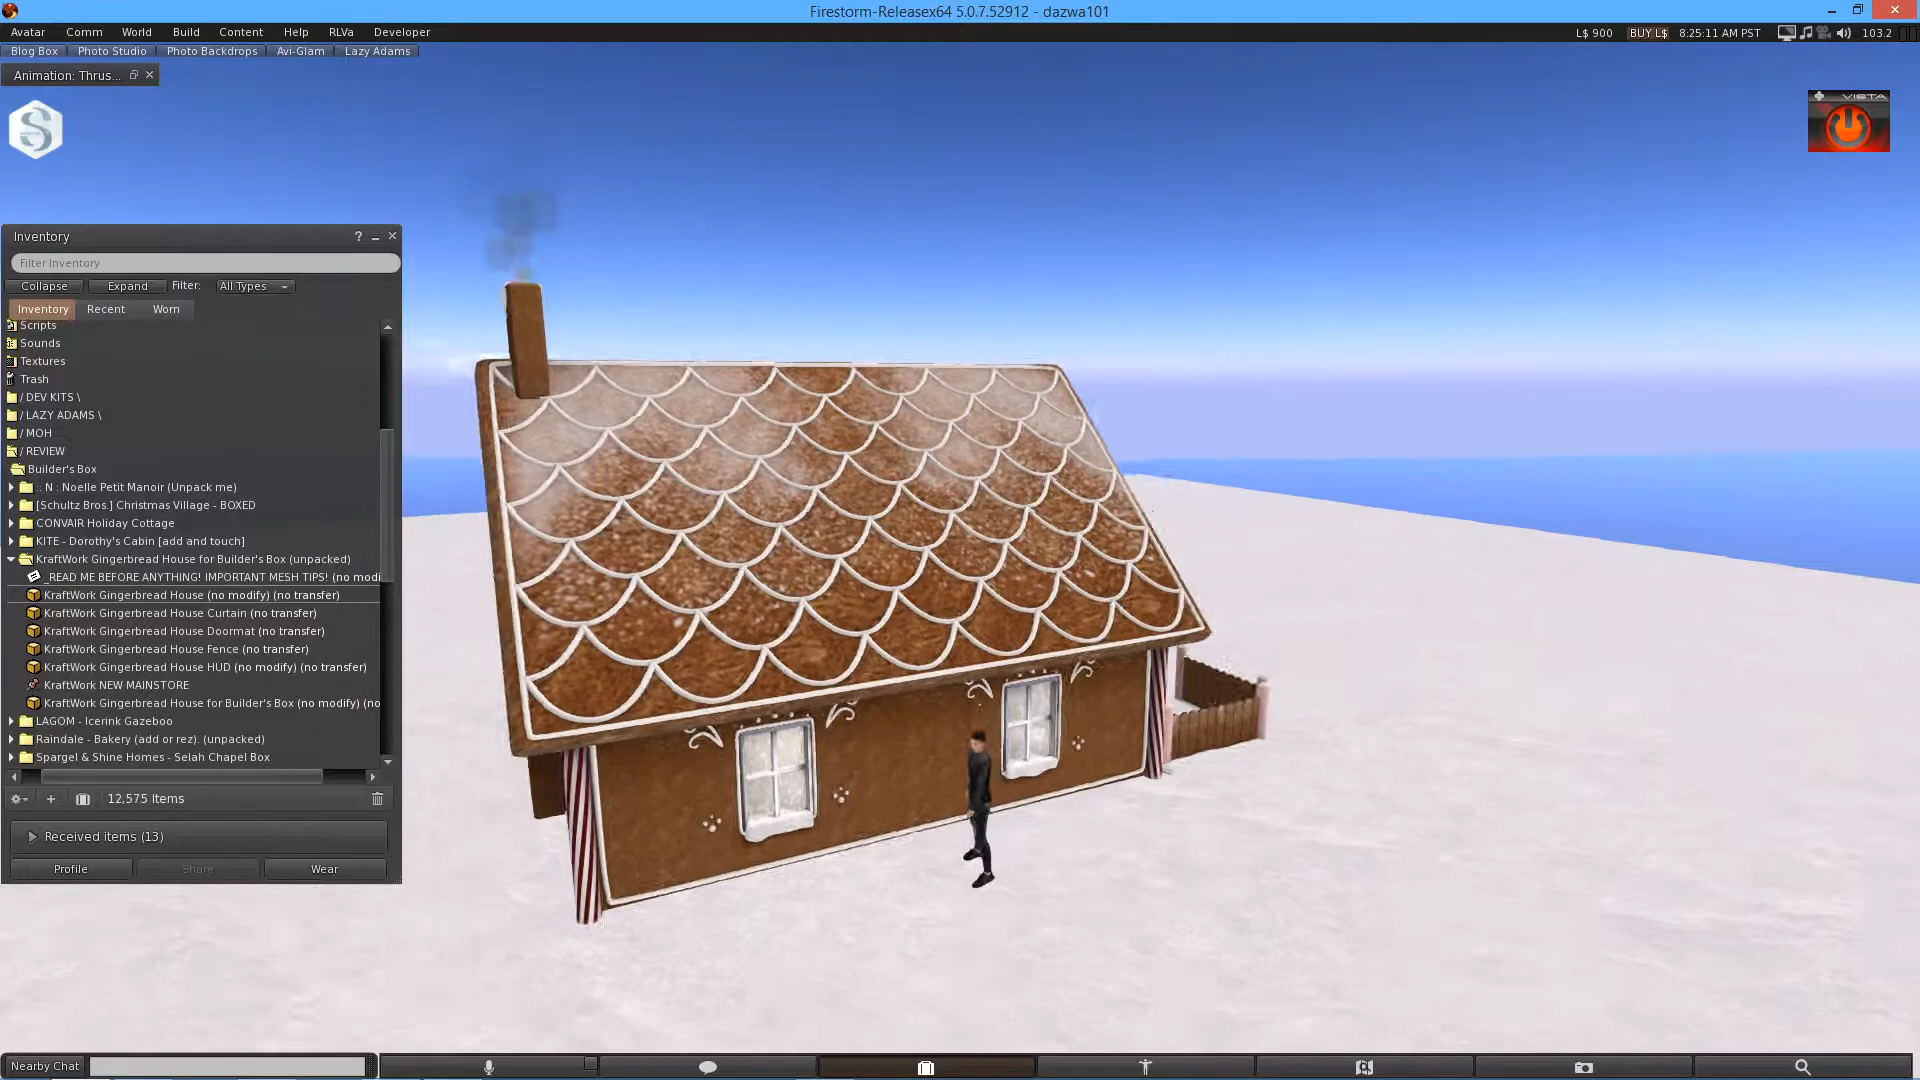 Firestorm-Releasex64 5.0.7.52912 - dazwa101
Avatar Comm World Build Content Help RLVa Developer
L$ 900 BUY L$ 8:25:11 AM PST 103.2
Blog Box Photo Studio Photo Backdrops Avi-Glam Lazy Adams
Animation: Thrus...
VISTA
Inventory ?
Filter Inventory
Collapse Expand Filter: All Types
Inventory Recent Worn
Scripts
Sounds
Textures
Trash
/ DEV KITS \
/ LAZY ADAMS \
/ MOH
/ REVIEW
Builder's Box
:: N : Noelle Petit Manoir (Unpack me)
[Schultz Bros.] Christmas Village - BOXED
CONVAIR Holiday Cottage
KITE - Dorothy's Cabin [add and touch]
KraftWork Gingerbread House for Builder's Box (unpacked)
_READ ME BEFORE ANYTHING! IMPORTANT MESH TIPS! (no modi
KraftWork Gingerbread House (no modify) (no transfer)
KraftWork Gingerbread House Curtain (no transfer)
KraftWork Gingerbread House Doormat (no transfer)
KraftWork Gingerbread House Fence (no transfer)
KraftWork Gingerbread House HUD (no modify) (no transfer)
KraftWork NEW MAINSTORE
KraftWork Gingerbread House for Builder's Box (no modify) (no
LAGOM - Icerink Gazeboo
Raindale - Bakery (add or rez). (unpacked)
Spargel & Shine Homes - Selah Chapel Box
12,575 Items
Received items (13)
Profile Share Wear
Nearby Chat